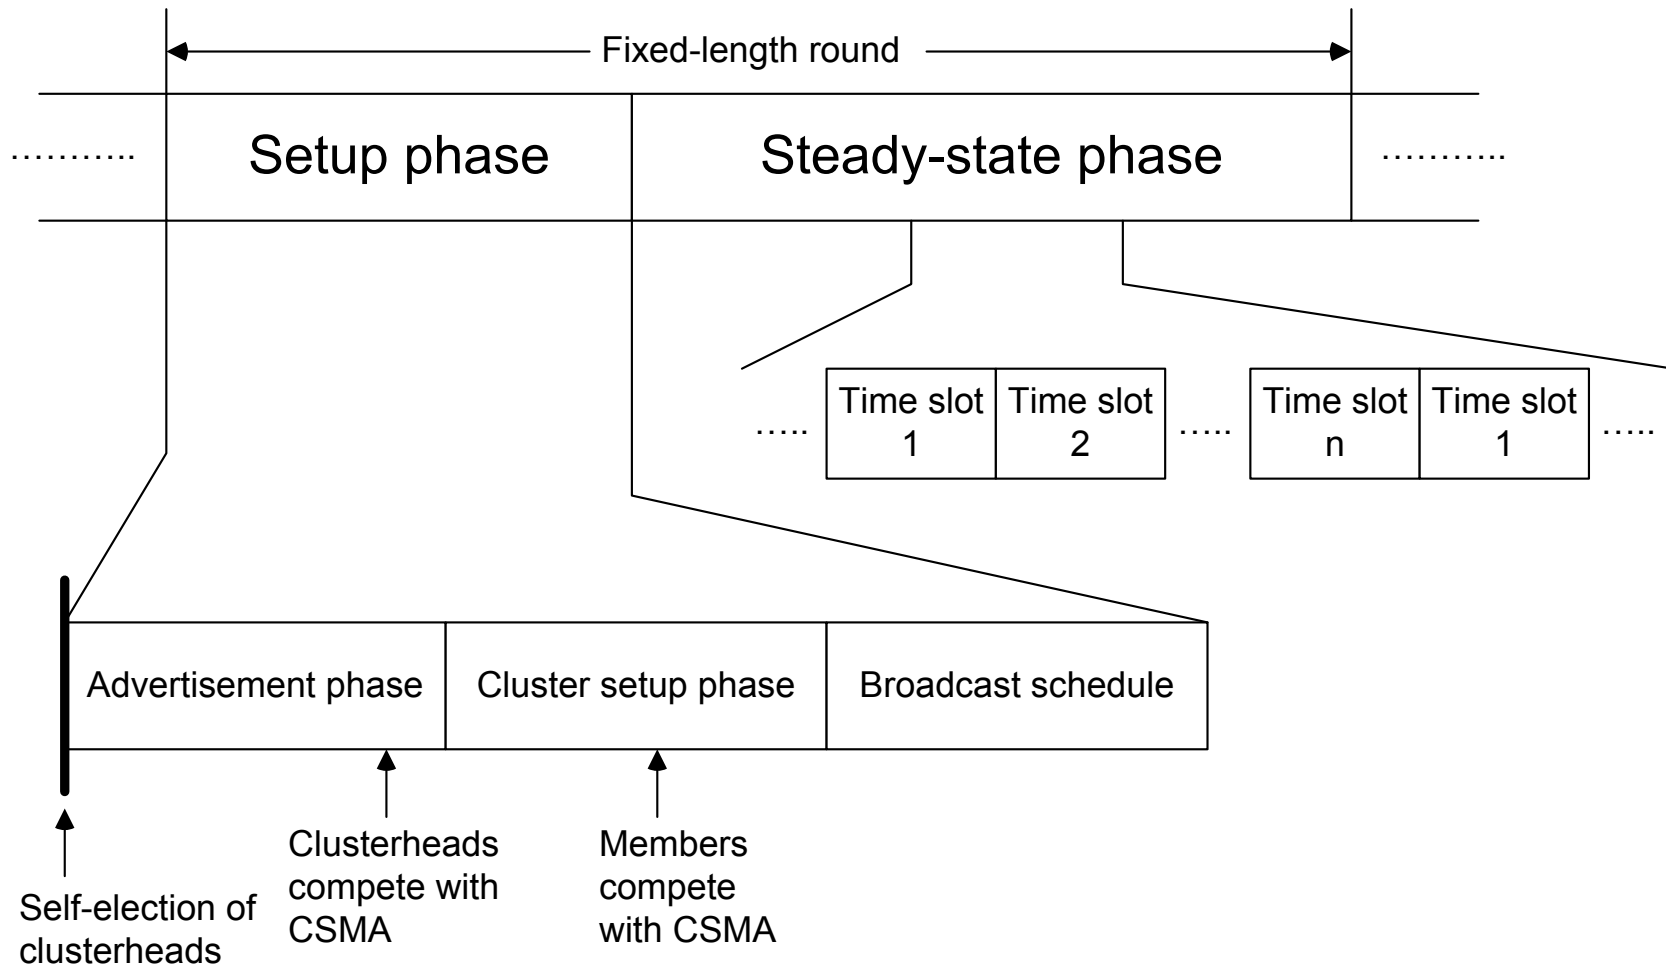 Fixed-length round
........... Setup phase Steady-state phase ...........
..... Time slot 1 Time slot 2 ..... Time slot n Time slot 1 .....
Advertisement phase Cluster setup phase Broadcast schedule
Self-election of
clusterheads
Clusterheads
compete with
CSMA
Members
compete
with CSMA